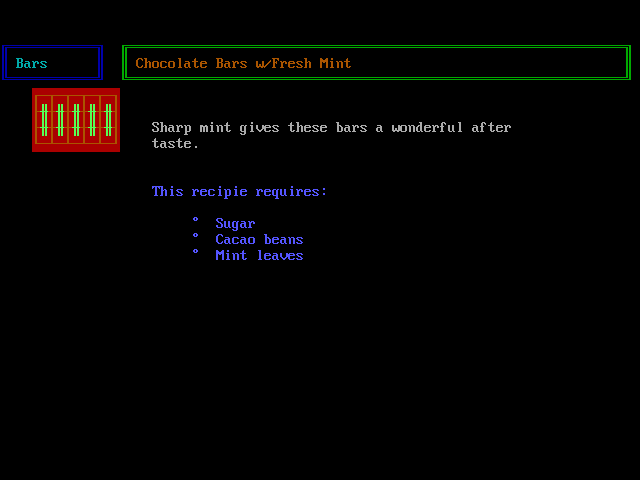 Bars
Chocolate Bars w/Fresh Mint
Sharp mint gives these bars a wonderful after
taste.
This recipie requires:
° Sugar
° Cacao beans
° Mint leaves